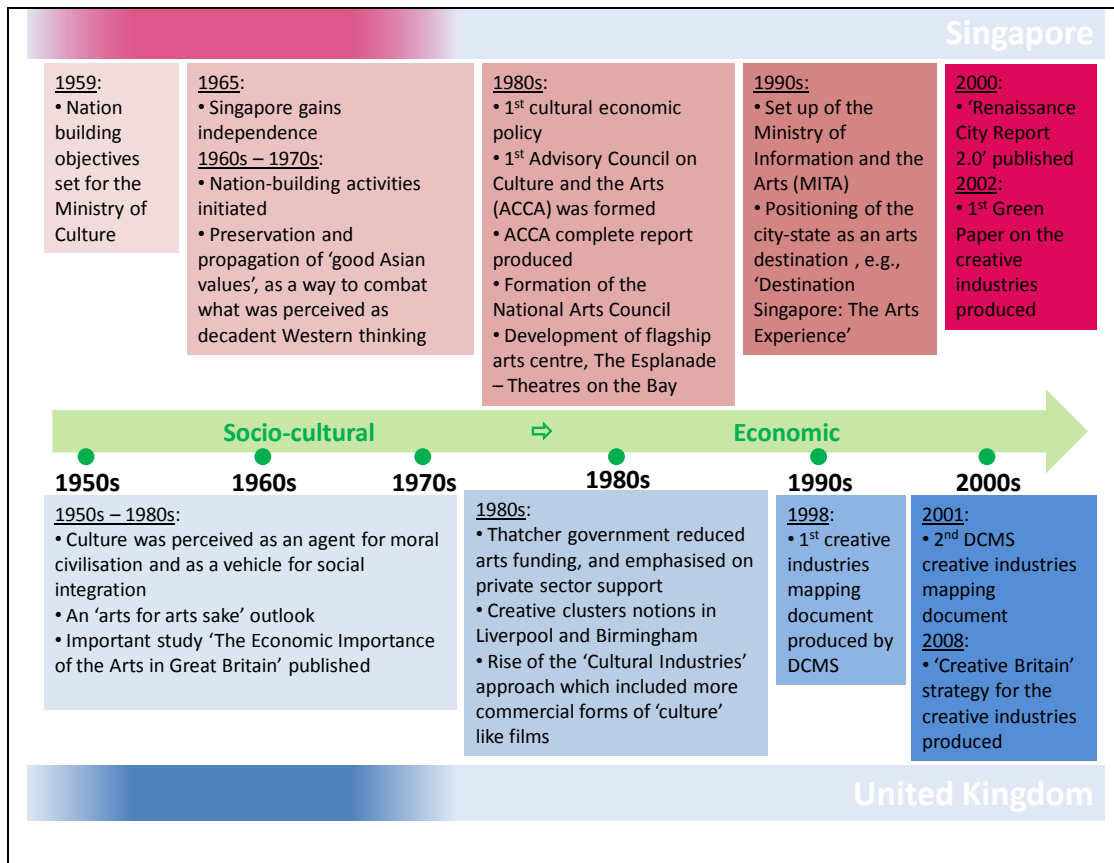 Singapore
1959:
• Nation
building
objectives
set for the
Ministry of
Culture
1965:
• Singapore gains
independence
1960s – 1970s:
• Nation-building activities
initiated
• Preservation and
propagation of ‘good Asian
values’, as a way to combat
what was perceived as
decadent Western thinking
1980s:
• 1st cultural economic
policy
• 1st Advisory Council on
Culture and the Arts
(ACCA) was formed
• ACCA complete report
produced
• Formation of the
National Arts Council
• Development of flagship
arts centre, The Esplanade
– Theatres on the Bay
1990s:
• Set up of the
Ministry of
Information and the
Arts (MITA)
• Positioning of the
city-state as an arts
destination , e.g.,
‘Destination
Singapore: The Arts
Experience’
2000:
• ‘Renaissance
City Report
2.0’ published
2002:
• 1st Green
Paper on the
creative
industries
produced
Socio-cultural ⇨ Economic
1950s 1960s 1970s 1980s 1990s 2000s
1950s – 1980s:
• Culture was perceived as an agent for moral
civilisation and as a vehicle for social
integration
• An ‘arts for arts sake’ outlook
• Important study ‘The Economic Importance
of the Arts in Great Britain’ published
1980s:
• Thatcher government reduced
arts funding, and emphasised on
private sector support
• Creative clusters notions in
Liverpool and Birmingham
• Rise of the ‘Cultural Industries’
approach which included more
commercial forms of ‘culture’
like films
1998:
• 1st creative
industries
mapping
document
produced by
DCMS
2001:
• 2nd DCMS
creative industries
mapping
document
2008:
• ‘Creative Britain’
strategy for the
creative industries
produced
United Kingdom